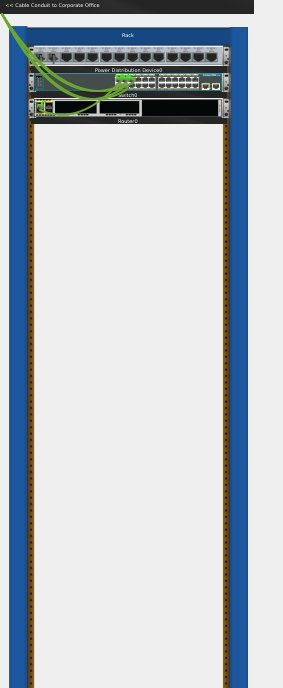 << Cable Conduit to Corporate Office
Rack
Power Distribution Device0
Switch0
Router0